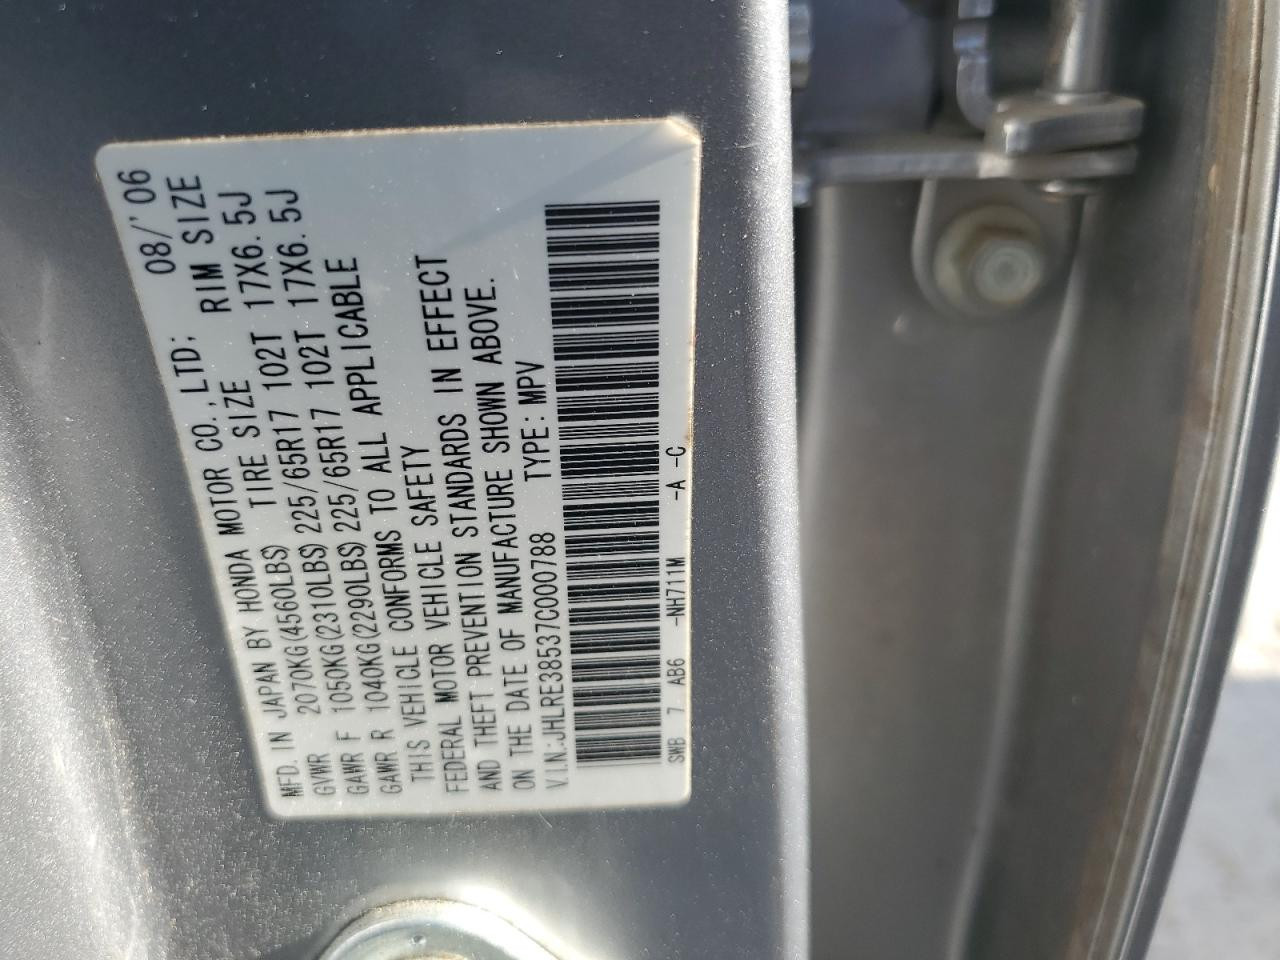 MFD. IN JAPAN BY HONDA MOTOR CO., LTD; 08/'06
GVWR 2070KG(4560LBS) TIRE SIZE RIM SIZE
GAWR F 1050KG(2310LBS) 225/65R17 102T 17X6.5J
GAWR R 1040KG(2290LBS) 225/65R17 102T 17X6.5J
THIS VEHICLE CONFORMS TO ALL APPLICABLE
FEDERAL MOTOR VEHICLE SAFETY
AND THEFT PREVENTION STANDARDS IN EFFECT
ON THE DATE OF MANUFACTURE SHOWN ABOVE.
V.I.N.:JHLRE38537C000788 TYPE: MPV
SWB 7 AB6 -NH711M -A -C